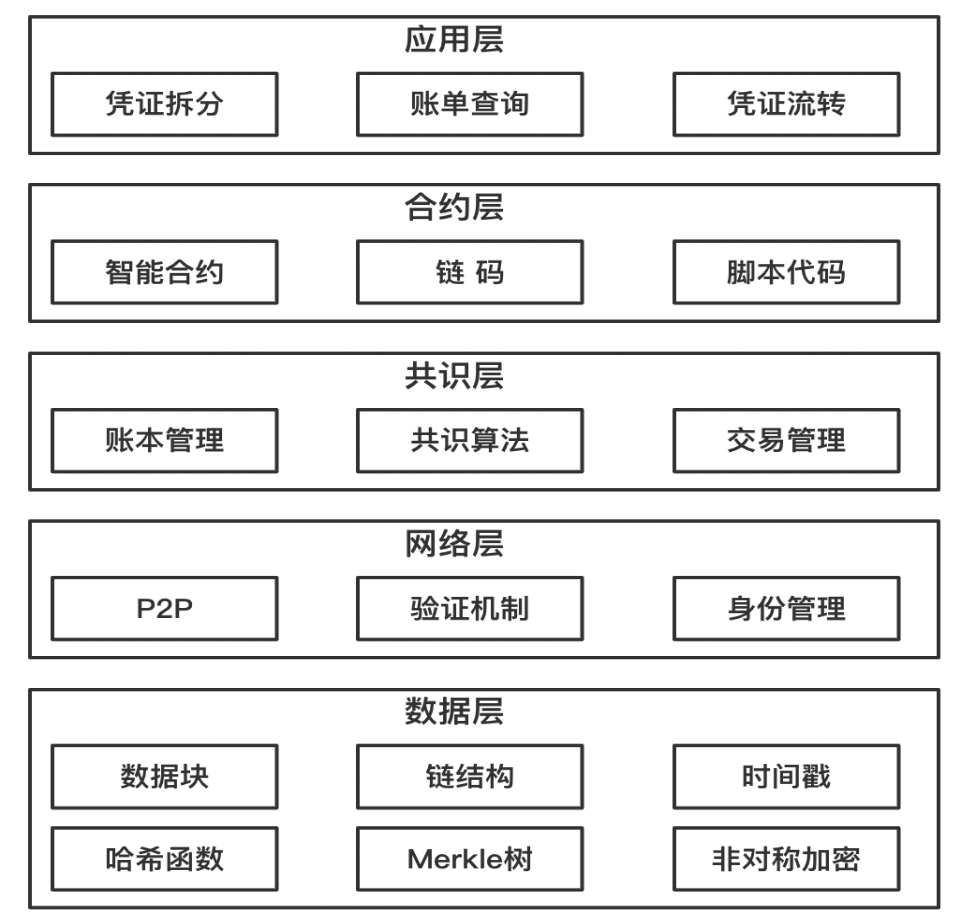 应用层
凭证拆分 账单查询 凭证流转
合约层
智能合约 链 码 脚本代码
共识层
账本管理 共识算法 交易管理
网络层
P2P 验证机制 身份管理
数据层
数据块 链结构 时间戳
哈希函数 Merkle树 非对称加密